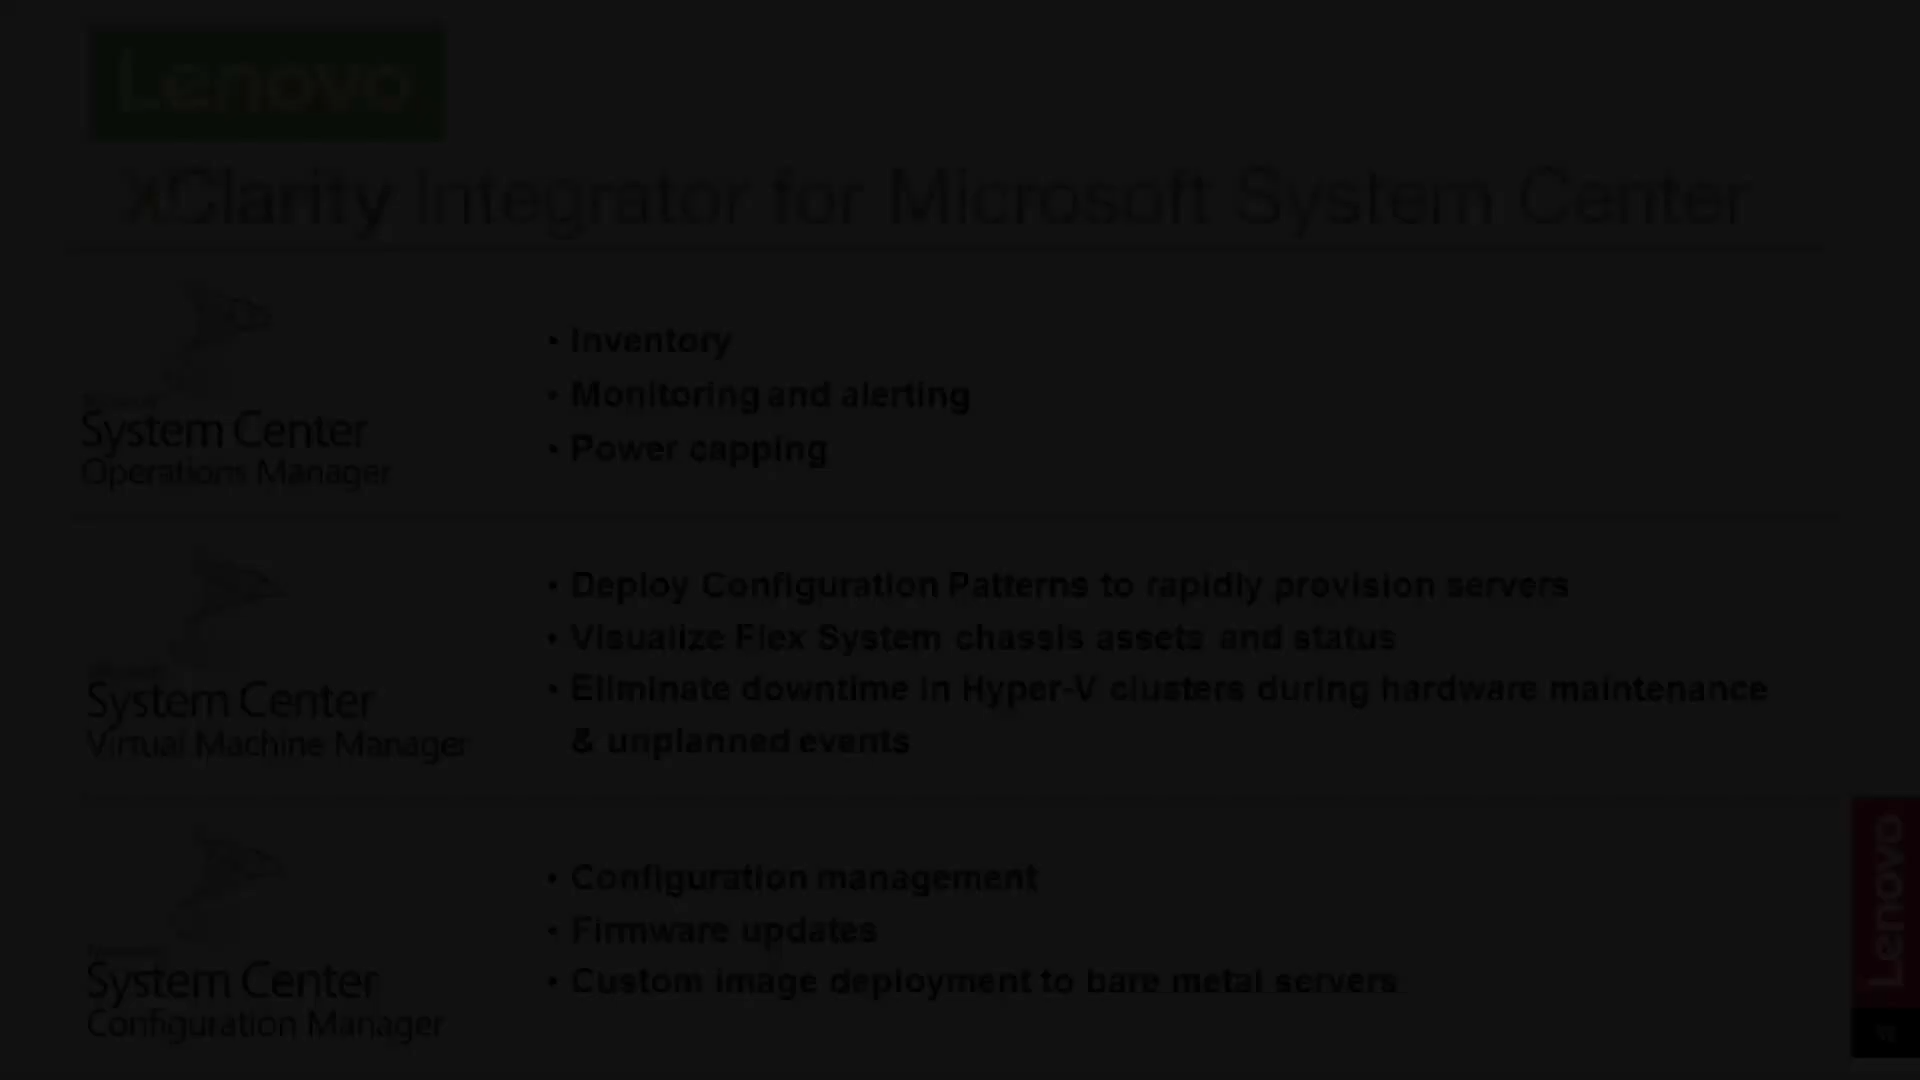 Lenovo
XClarity Integrator for Microsoft System Center
• Inventory
• Monitoring and alerting
• Power capping
System Center
Operations Manager
• Deploy Configuration Patterns to rapidly provision servers
• Visualize Flex System chassis assets and status
• Eliminate downtime in Hyper-V clusters during hardware maintenance
& unplanned events
System Center
Virtual Machine Manager
• Configuration management
• Firmware updates
• Custom image deployment to bare metal servers
System Center
Configuration Manager
Lenovo